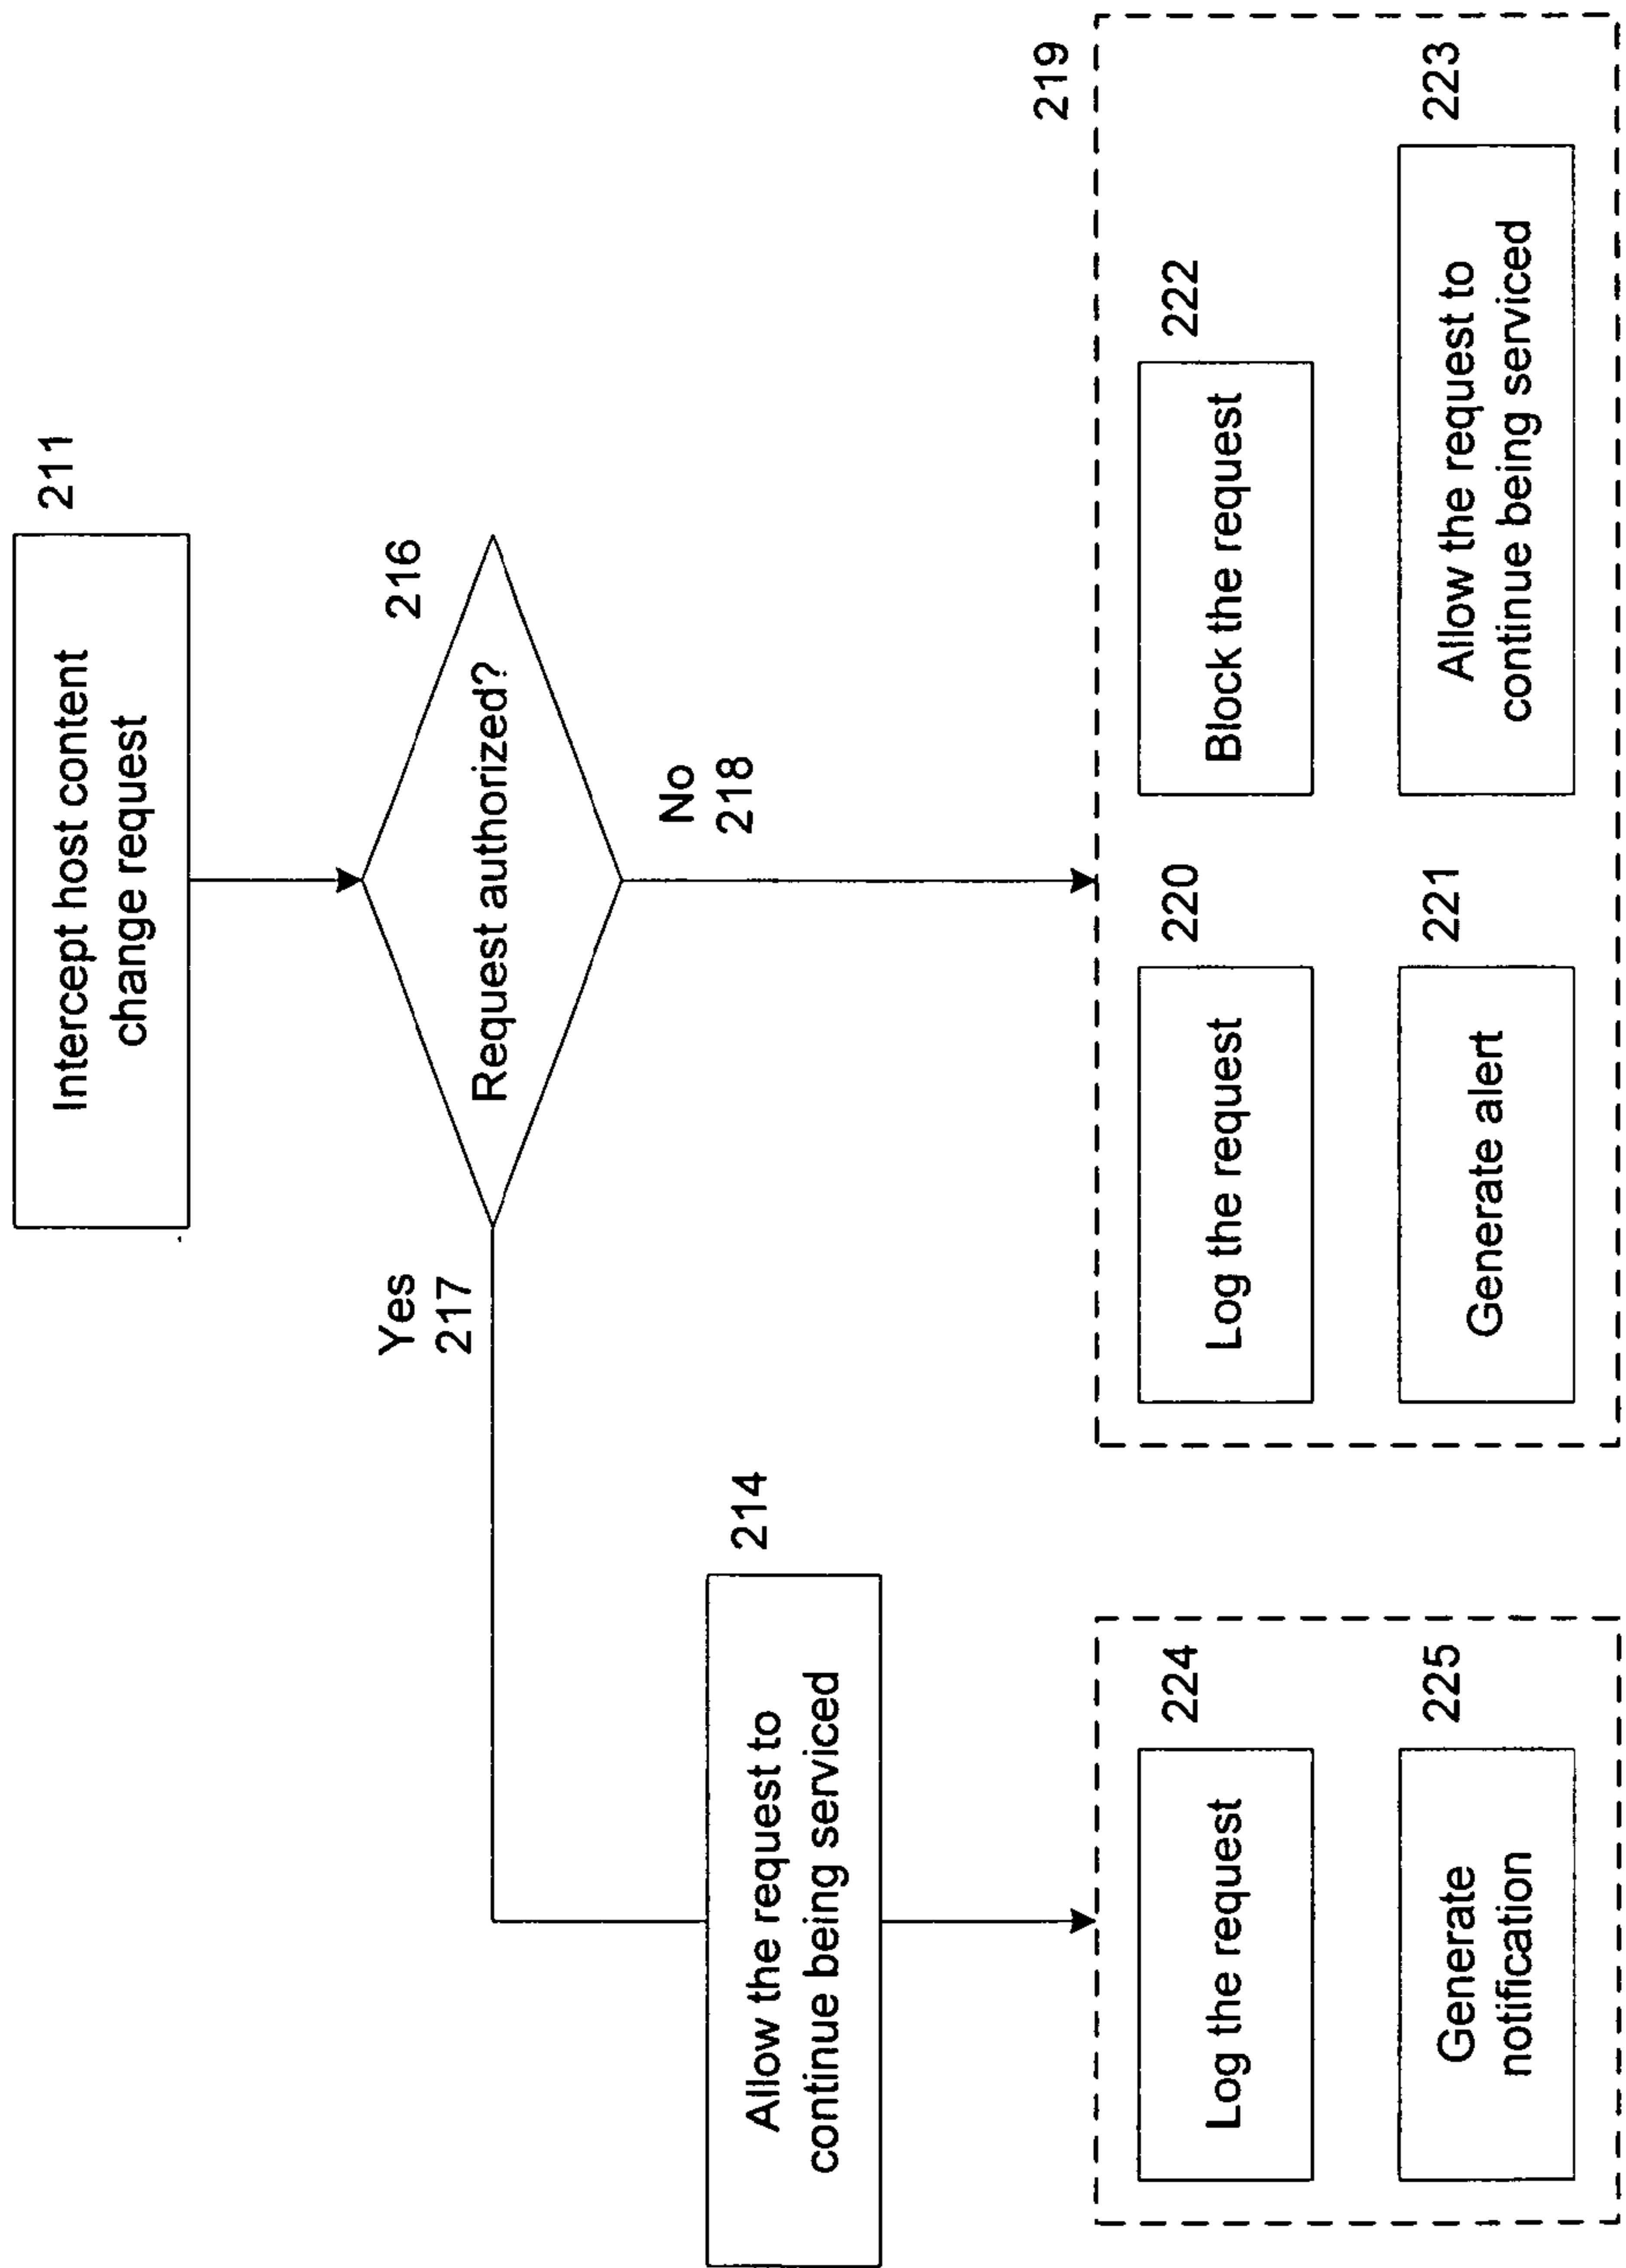 Intercept host content
change request
211
Request authorized?
216
Yes
217
No
218
Allow the request to
continue being serviced
214
219
Log the request
224
Generate
notification
225
Log the request
220
Block the request
222
Generate alert
221
Allow the request to
continue being serviced
223